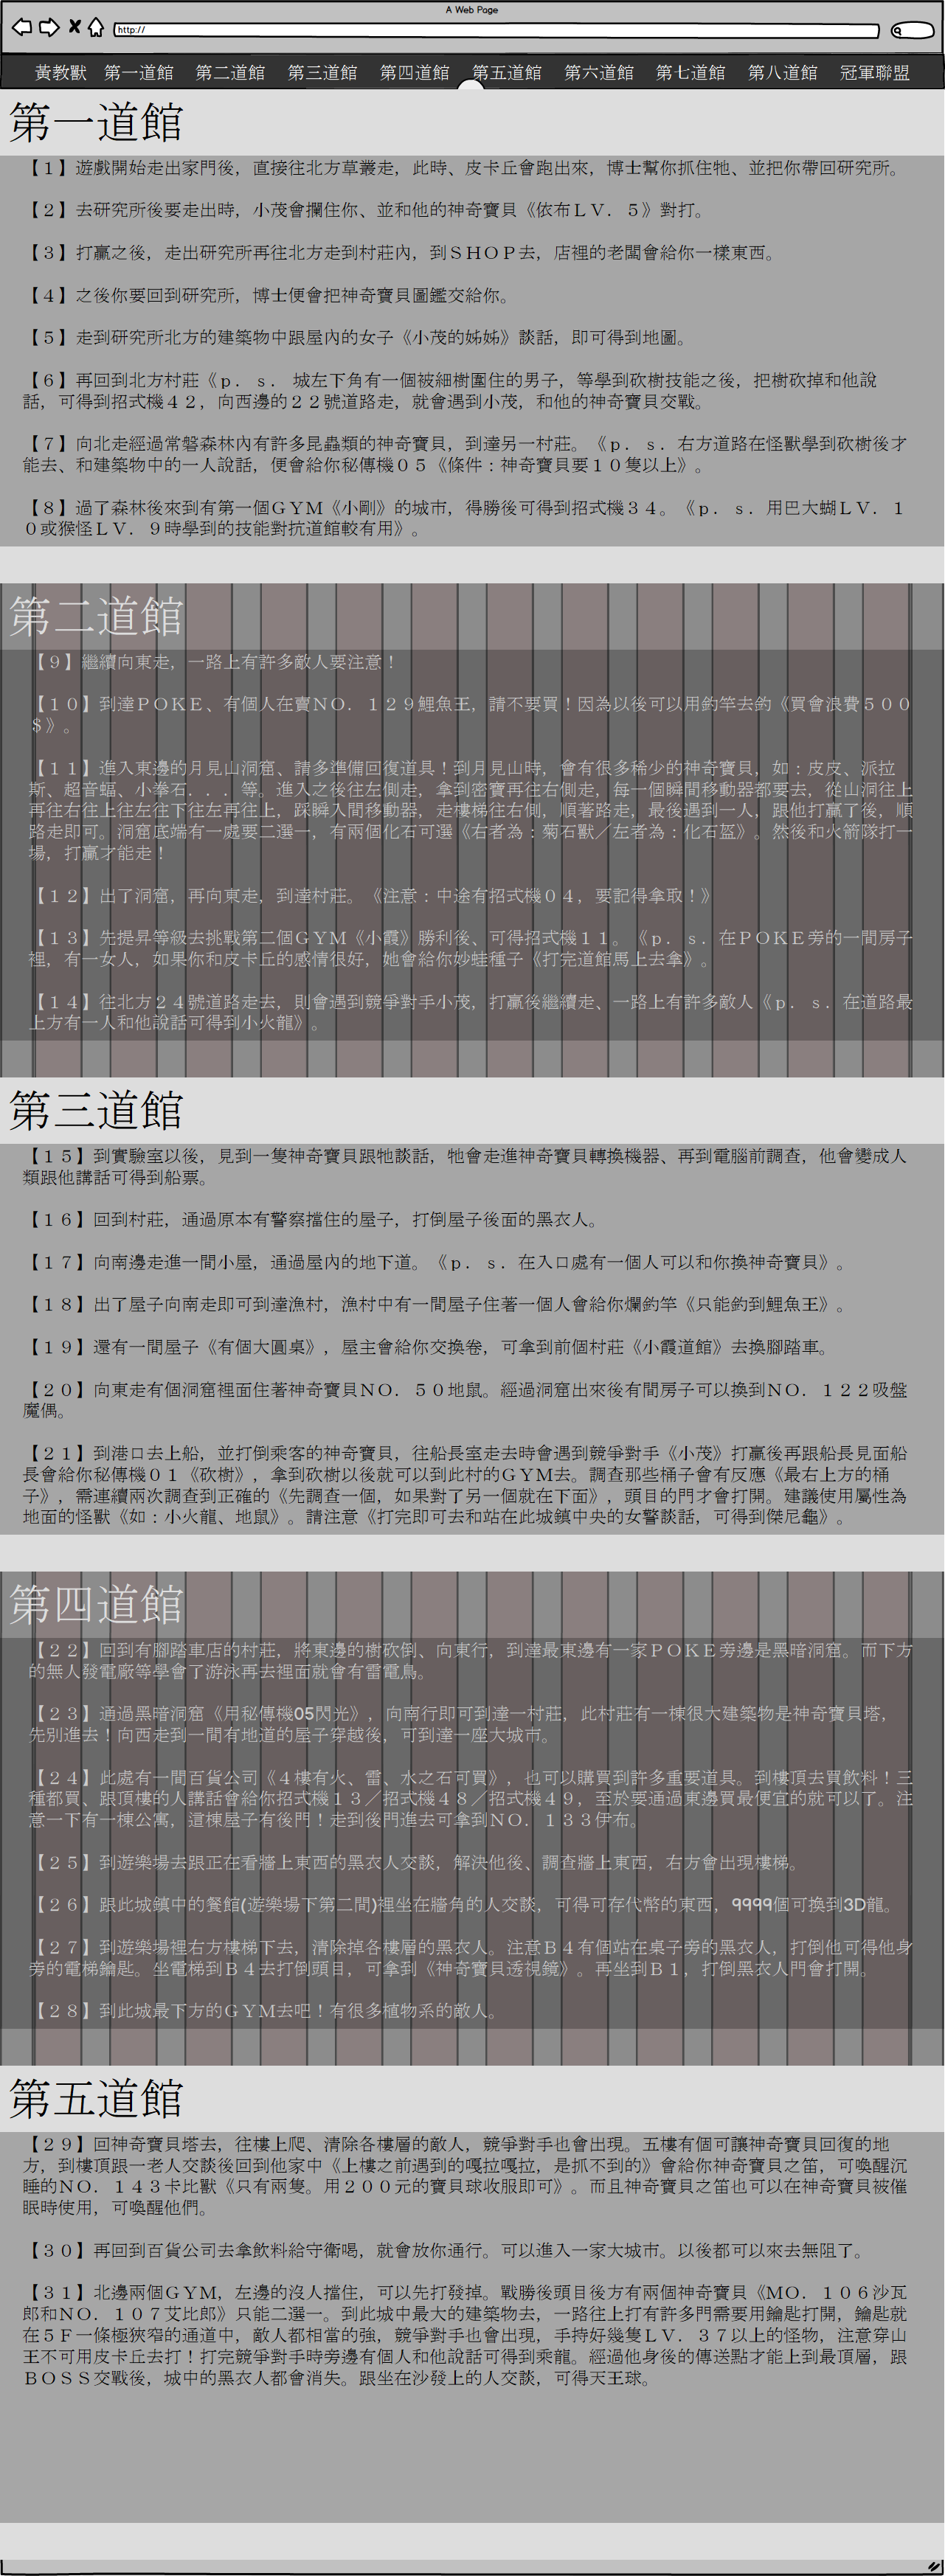 A Web Page
http://
黃教獸 第一道館 第二道館 第三道館 第四道館 第五道館 第六道館 第七道館 第八道館 冠軍聯盟
第一道館
【１】遊戲開始走出家門後，直接往北方草叢走，此時、皮卡丘會跑出來，博士幫你抓住牠、並把你帶回研究所。
【２】去研究所後要走出時，小茂會攔住你、並和他的神奇寶貝《依布ＬＶ．５》對打。
【３】打贏之後，走出研究所再往北方走到村莊內，到ＳＨＯＰ去，店裡的老闆會給你一樣東西。
【４】之後你要回到研究所，博士便會把神奇寶貝圖鑑交給你。
【５】走到研究所北方的建築物中跟屋內的女子《小茂的姊姊》談話，即可得到地圖。
【６】再回到北方村莊《ｐ．ｓ． 城左下角有一個被細樹圍住的男子，等學到砍樹技能之後，把樹砍掉和他說
話，可得到招式機４２，向西邊的２２號道路走，就會遇到小茂，和他的神奇寶貝交戰。
【７】向北走經過常磐森林內有許多昆蟲類的神奇寶貝，到達另一村莊。《ｐ．ｓ．右方道路在怪獸學到砍樹後才
能去、和建築物中的一人說話，便會給你秘傳機０５《條件：神奇寶貝要１０隻以上》。
【８】過了森林後來到有第一個ＧＹＭ《小剛》的城市，得勝後可得到招式機３４。《ｐ．ｓ．用巴大蝴ＬＶ．１
０或猴怪ＬＶ．９時學到的技能對抗道館較有用》。
第二道館
【９】繼續向東走，一路上有許多敵人要注意！
【１０】到達ＰＯＫＥ、有個人在賣ＮＯ．１２９鯉魚王，請不要買！因為以後可以用釣竿去釣《買會浪費５００
＄》。
【１１】進入東邊的月見山洞窟、請多準備回復道具！到月見山時，會有很多稀少的神奇寶貝，如：皮皮、派拉
斯、超音蝠、小拳石．．．等。進入之後往左側走，拿到密寶再往右側走，每一個瞬間移動器都要去，從山洞往上
再往右往上往左往下往左再往上，踩瞬入間移動器，走樓梯往右側，順著路走，最後遇到一人，跟他打贏了後，順
路走即可。洞窟底端有一處要二選一，有兩個化石可選《右者為：菊石獸／左者為：化石盔》。然後和火箭隊打一
場，打贏才能走！
【１２】出了洞窟，再向東走，到達村莊。《注意：中途有招式機０４，要記得拿取！》
【１３】先提昇等級去挑戰第二個ＧＹＭ《小霞》勝利後、可得招式機１１。《ｐ．ｓ．在ＰＯＫＥ旁的一間房子
裡，有一女人，如果你和皮卡丘的感情很好，她會給你妙蛙種子《打完道館馬上去拿》。
【１４】往北方２４號道路走去，則會遇到競爭對手小茂，打贏後繼續走、一路上有許多敵人《ｐ．ｓ．在道路最
上方有一人和他說話可得到小火龍》。
第三道館
【１５】到實驗室以後，見到一隻神奇寶貝跟牠談話，牠會走進神奇寶貝轉換機器、再到電腦前調查，他會變成人
類跟他講話可得到船票。
【１６】回到村莊，通過原本有警察擋住的屋子，打倒屋子後面的黑衣人。
【１７】向南邊走進一間小屋，通過屋內的地下道。《ｐ．ｓ．在入口處有一個人可以和你換神奇寶貝》。
【１８】出了屋子向南走即可到達漁村，漁村中有一間屋子住著一個人會給你爛釣竿《只能釣到鯉魚王》。
【１９】還有一間屋子《有個大圓桌》，屋主會給你交換卷，可拿到前個村莊《小霞道館》去換腳踏車。
【２０】向東走有個洞窟裡面住著神奇寶貝ＮＯ．５０地鼠。經過洞窟出來後有間房子可以換到ＮＯ．１２２吸盤
魔偶。
【２１】到港口去上船，並打倒乘客的神奇寶貝，往船長室走去時會遇到競爭對手《小茂》打贏後再跟船長見面船
長會給你秘傳機０１《砍樹》，拿到砍樹以後就可以到此村的ＧＹＭ去。調查那些桶子會有反應《最右上方的桶
子》，需連續兩次調查到正確的《先調查一個，如果對了另一個就在下面》，頭目的門才會打開。建議使用屬性為
地面的怪獸《如：小火龍、地鼠》。請注意《打完即可去和站在此城鎮中央的女警談話，可得到傑尼龜》。
第四道館
【２２】回到有腳踏車店的村莊，將東邊的樹砍倒、向東行，到達最東邊有一家ＰＯＫＥ旁邊是黑暗洞窟。而下方
的無人發電廠等學會了游泳再去裡面就會有雷電鳥。
【２３】通過黑暗洞窟《用秘傳機05閃光》，向南行即可到達一村莊，此村莊有一棟很大建築物是神奇寶貝塔，
先別進去！向西走到一間有地道的屋子穿越後，可到達一座大城市。
【２４】此處有一間百貨公司《４樓有火、雷、水之石可買》，也可以購買到許多重要道具。到樓頂去買飲料！三
種都買、跟頂樓的人講話會給你招式機１３／招式機４８／招式機４９，至於要通過東邊買最便宜的就可以了。注
意一下有一棟公寓，這棟屋子有後門！走到後門進去可拿到ＮＯ．１３３伊布。
【２５】到遊樂場去跟正在看牆上東西的黑衣人交談，解決他後、調查牆上東西，右方會出現樓梯。
【２６】跟此城鎮中的餐館(遊樂場下第二間)裡坐在牆角的人交談，可得可存代幣的東西，9999個可換到3D龍。
【２７】到遊樂場裡右方樓梯下去，清除掉各樓層的黑衣人。注意Ｂ４有個站在桌子旁的黑衣人，打倒他可得他身
旁的電梯鑰匙。坐電梯到Ｂ４去打倒頭目，可拿到《神奇寶貝透視鏡》。再坐到Ｂ１，打倒黑衣人門會打開。
【２８】到此城最下方的ＧＹＭ去吧！有很多植物系的敵人。
第五道館
【２９】回神奇寶貝塔去，往樓上爬、清除各樓層的敵人，競爭對手也會出現。五樓有個可讓神奇寶貝回復的地
方，到樓頂跟一老人交談後回到他家中《上樓之前遇到的嘎拉嘎拉，是抓不到的》會給你神奇寶貝之笛，可喚醒沉
睡的ＮＯ．１４３卡比獸《只有兩隻。用２００元的寶貝球收服即可》。而且神奇寶貝之笛也可以在神奇寶貝被催
眠時使用，可喚醒他們。
【３０】再回到百貨公司去拿飲料給守衛喝，就會放你通行。可以進入一家大城市。以後都可以來去無阻了。
【３１】北邊兩個ＧＹＭ，左邊的沒人擋住，可以先打發掉。戰勝後頭目後方有兩個神奇寶貝《ＭＯ．１０６沙瓦
郎和ＮＯ．１０７艾比郎》只能二選一。到此城中最大的建築物去，一路往上打有許多門需要用鑰匙打開，鑰匙就
在５Ｆ一條極狹窄的通道中，敵人都相當的強，競爭對手也會出現，手持好幾隻ＬＶ．３７以上的怪物，注意穿山
王不可用皮卡丘去打！打完競爭對手時旁邊有個人和他說話可得到乘龍。經過他身後的傳送點才能上到最頂層，跟
ＢＯＳＳ交戰後，城中的黑衣人都會消失。跟坐在沙發上的人交談，可得天王球。